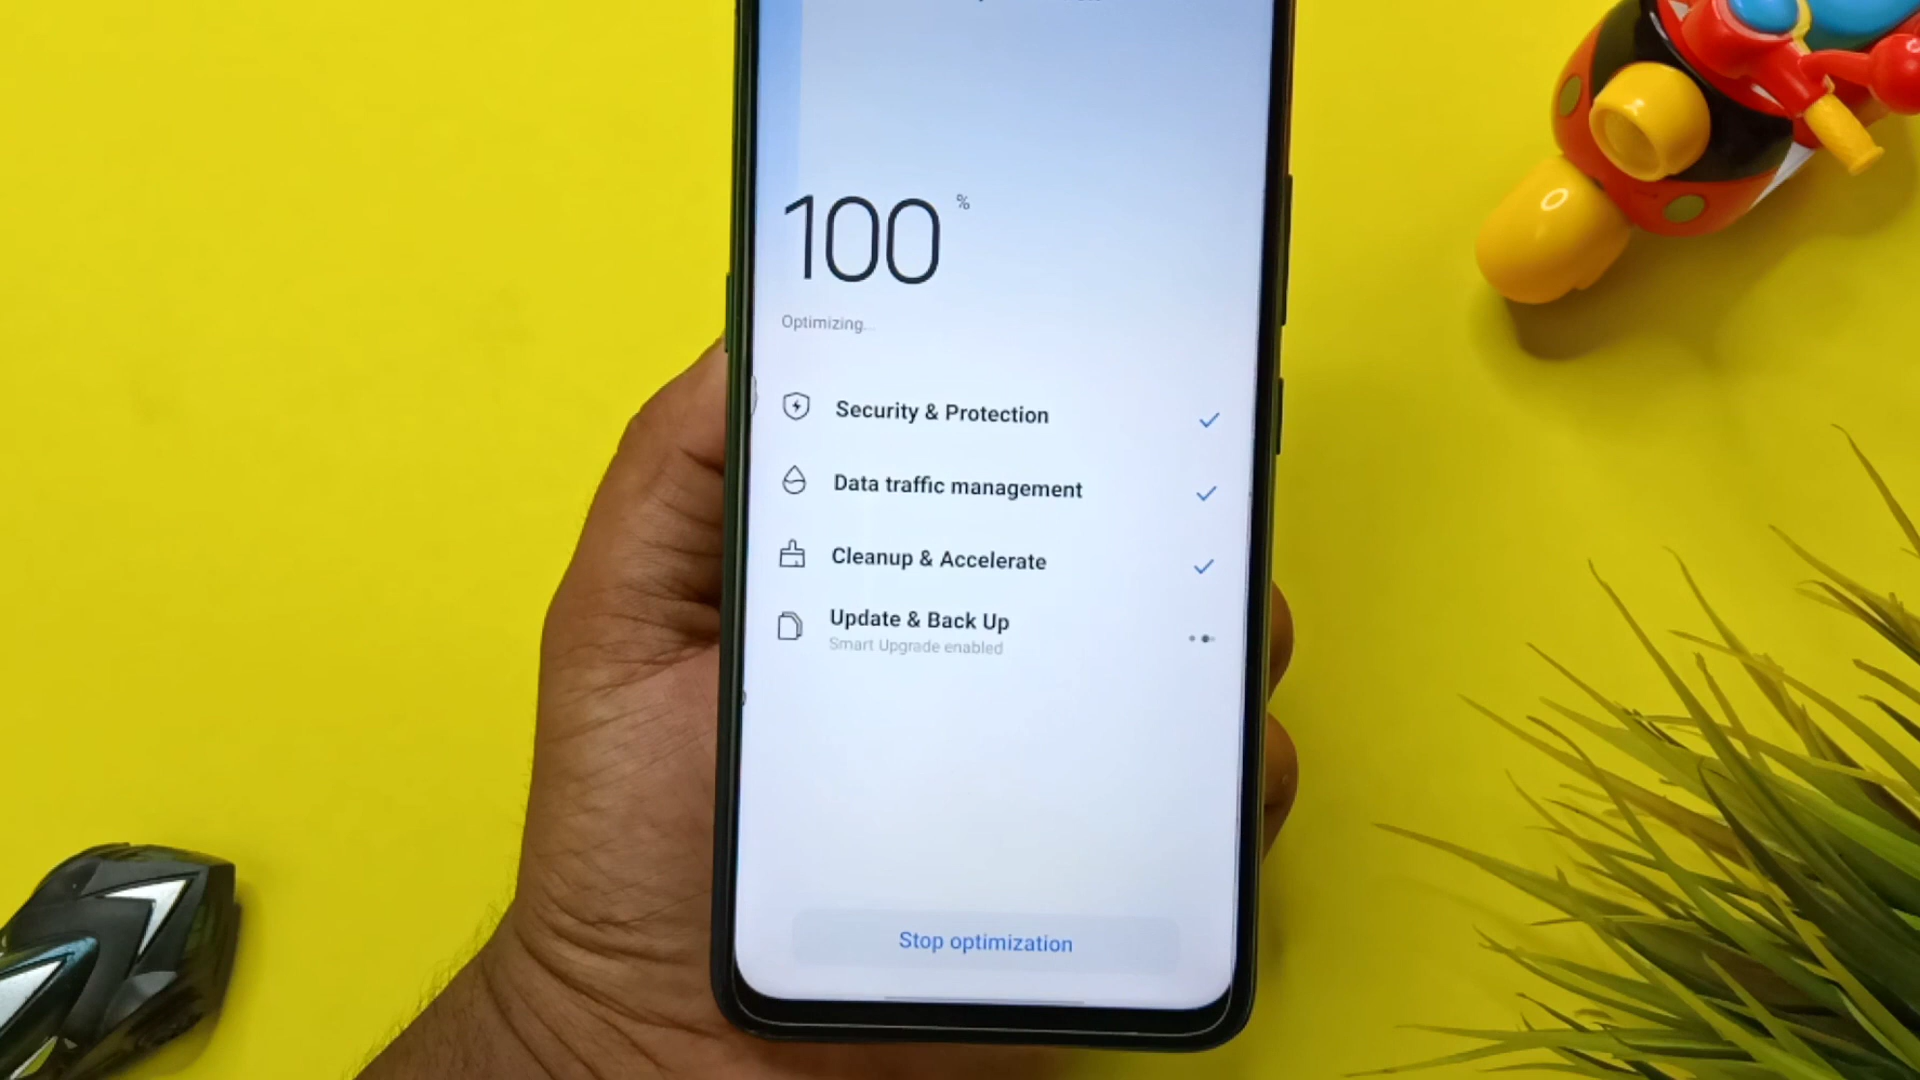 100 %
Optimizing...
Security & Protection
Data traffic management
Cleanup & Accelerate
Update & Back Up
Smart Upgrade enabled
Stop optimization